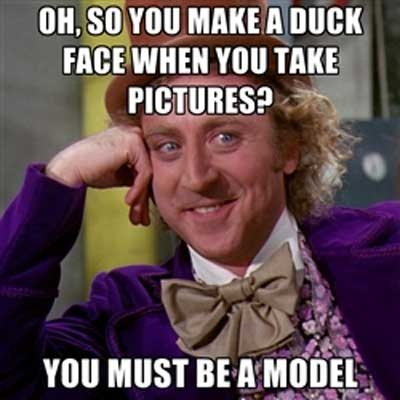 OH, SO YOU MAKE A DUCK
FACE WHEN YOU TAKE
PICTURES?
YOU MUST BE A MODEL